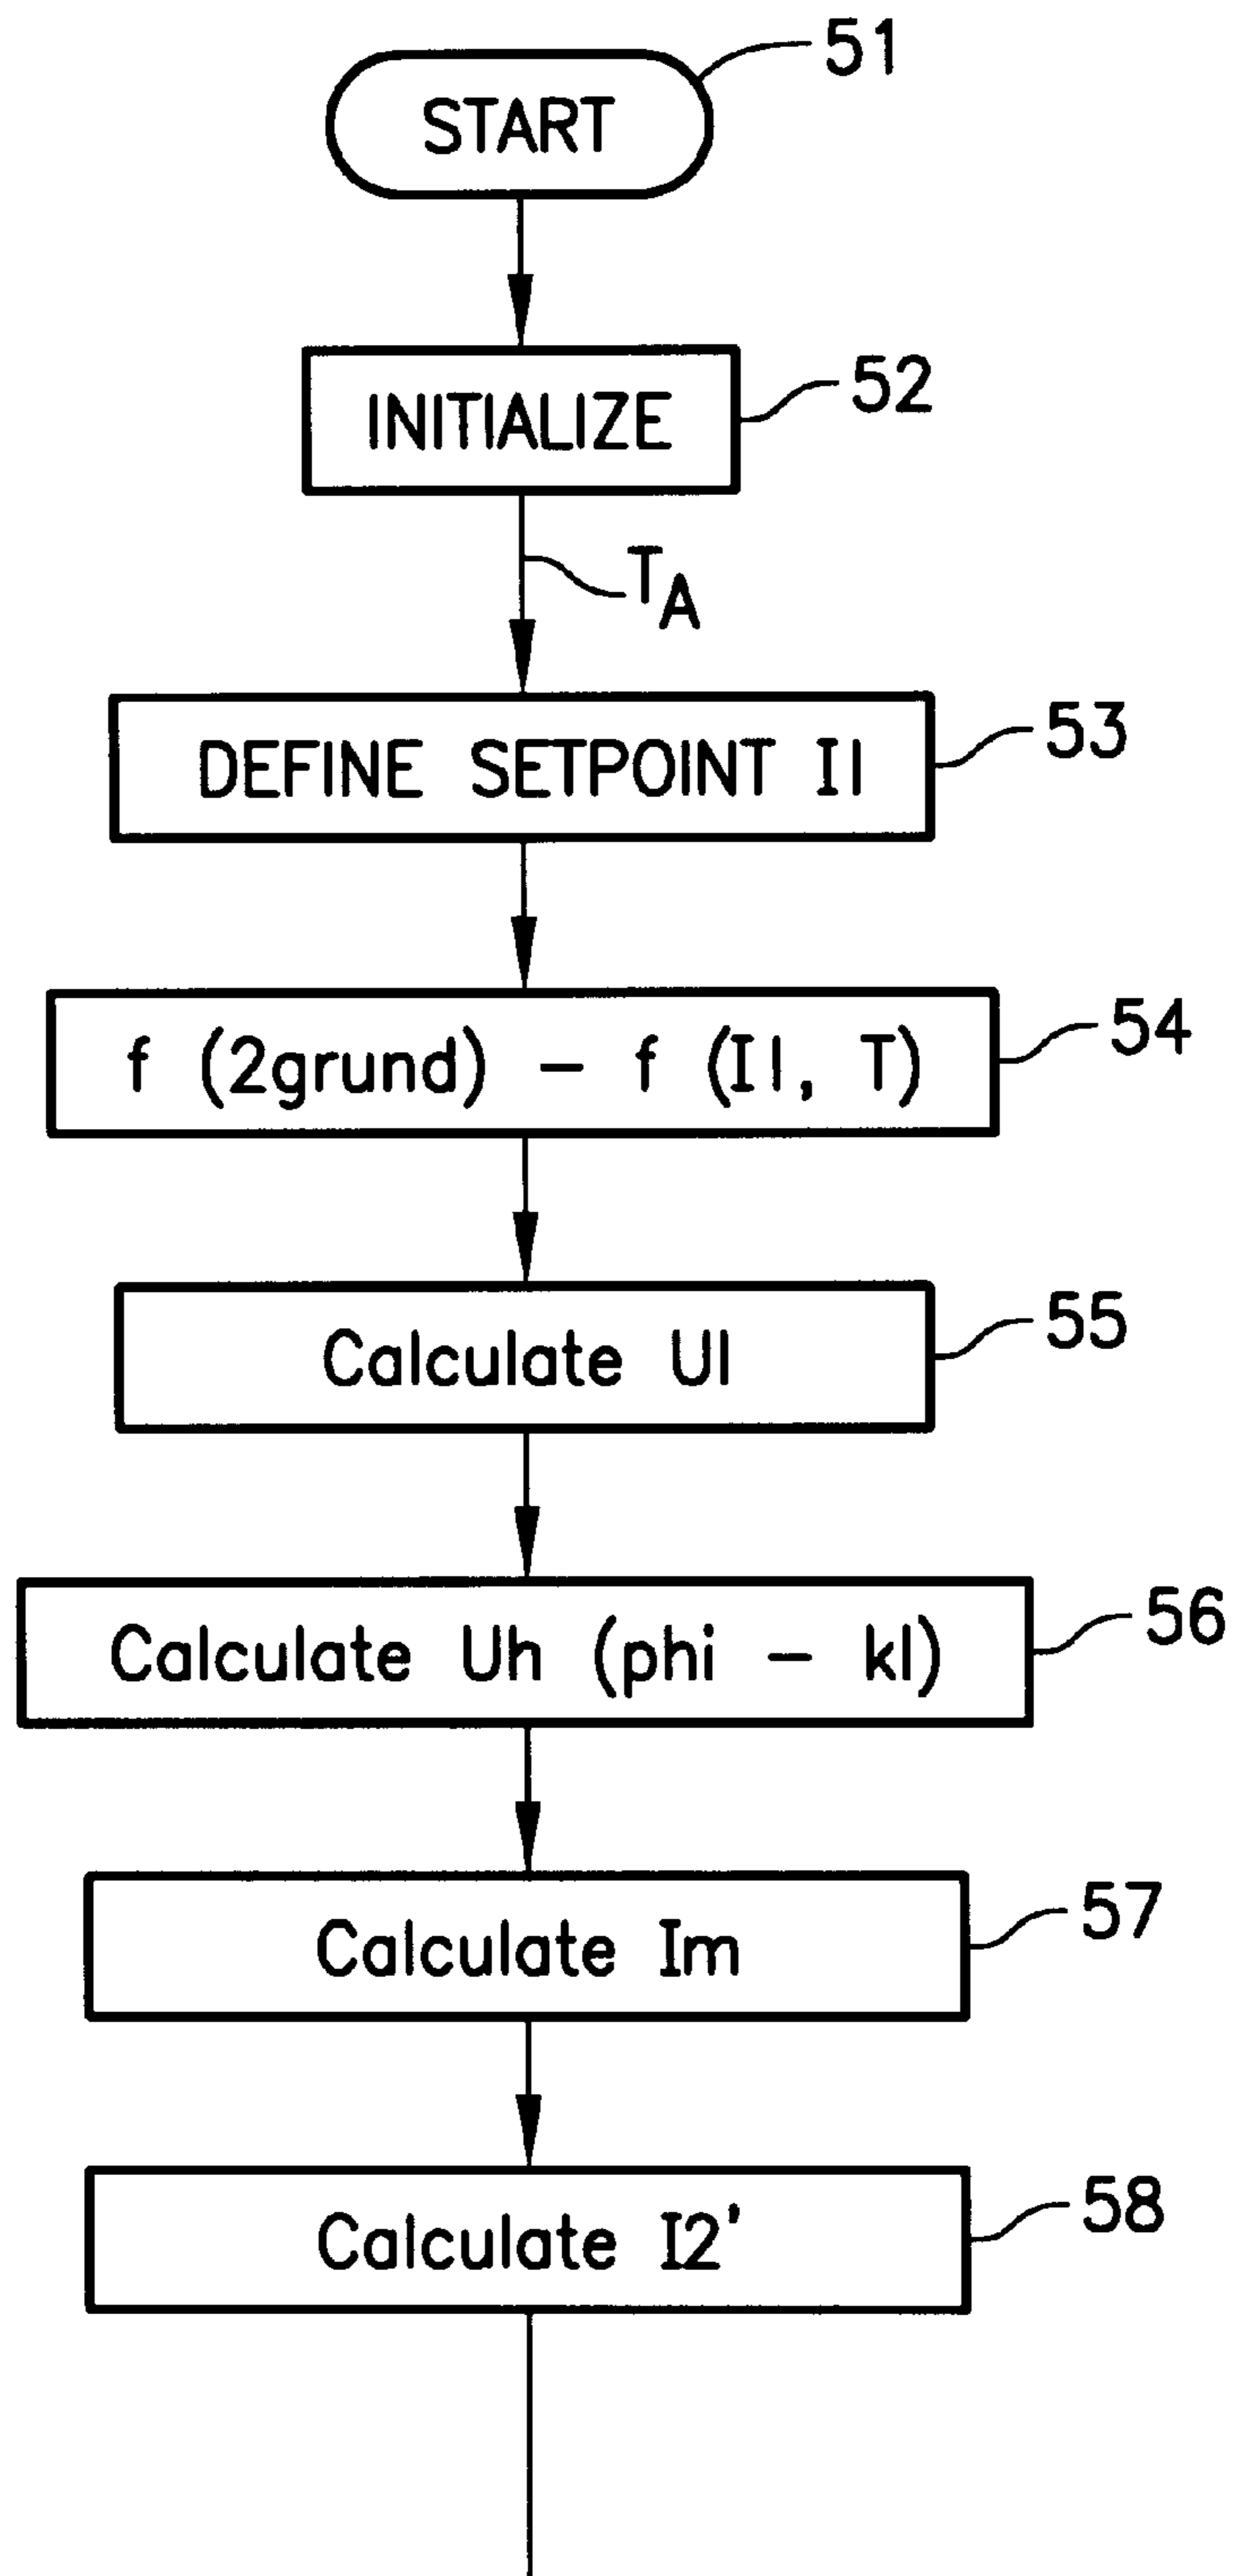 51
START
52
INITIALIZE
TA
53
DEFINE SETPOINT I1
54
f (2grund) – f (I1, T)
55
Calculate U1
56
Calculate Uh (phi – k1)
57
Calculate Im
58
Calculate I2'